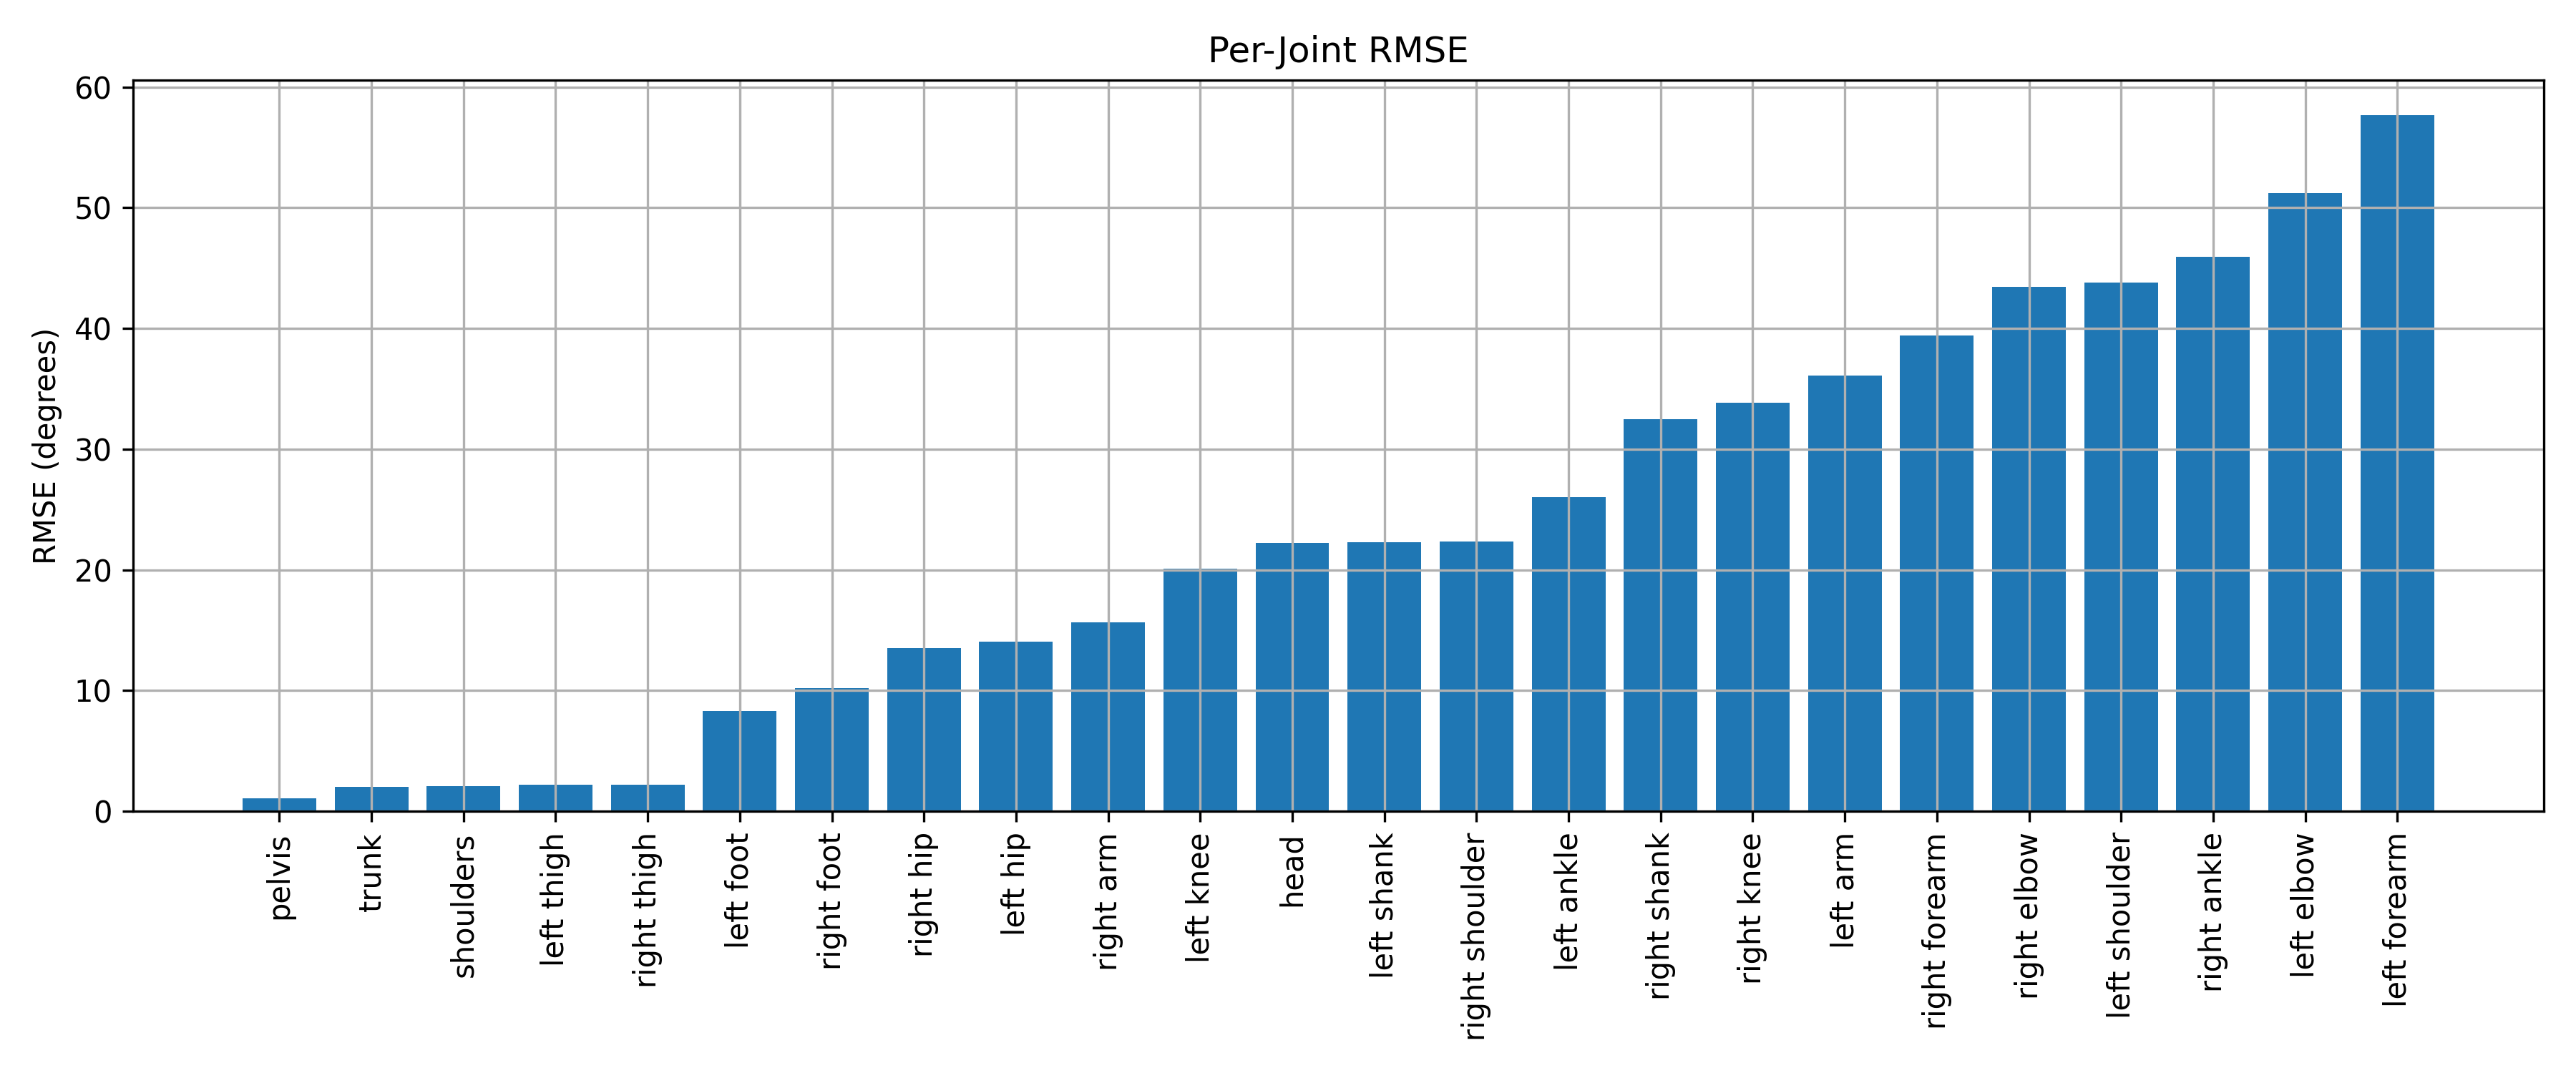 Per-Joint RMSE
RMSE (degrees)
60
50
40
30
20
10
0
pelvis
trunk
shoulders
left thigh
right thigh
left foot
right foot
right hip
left hip
right arm
left knee
head
left shank
right shoulder
left ankle
right shank
right knee
left arm
right forearm
right elbow
left shoulder
right ankle
left elbow
left forearm